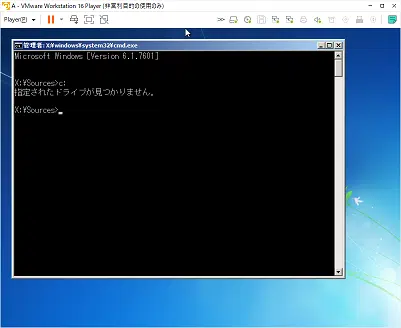 A - VMware Workstation 16 Player (非営利目的の使用のみ)
Player(P)
管理者: X:¥windows¥system32¥cmd.exe
Microsoft Windows [Version 6.1.7601]
X:¥Sources>c:
指定されたドライブが見つかりません。
X:¥Sources>